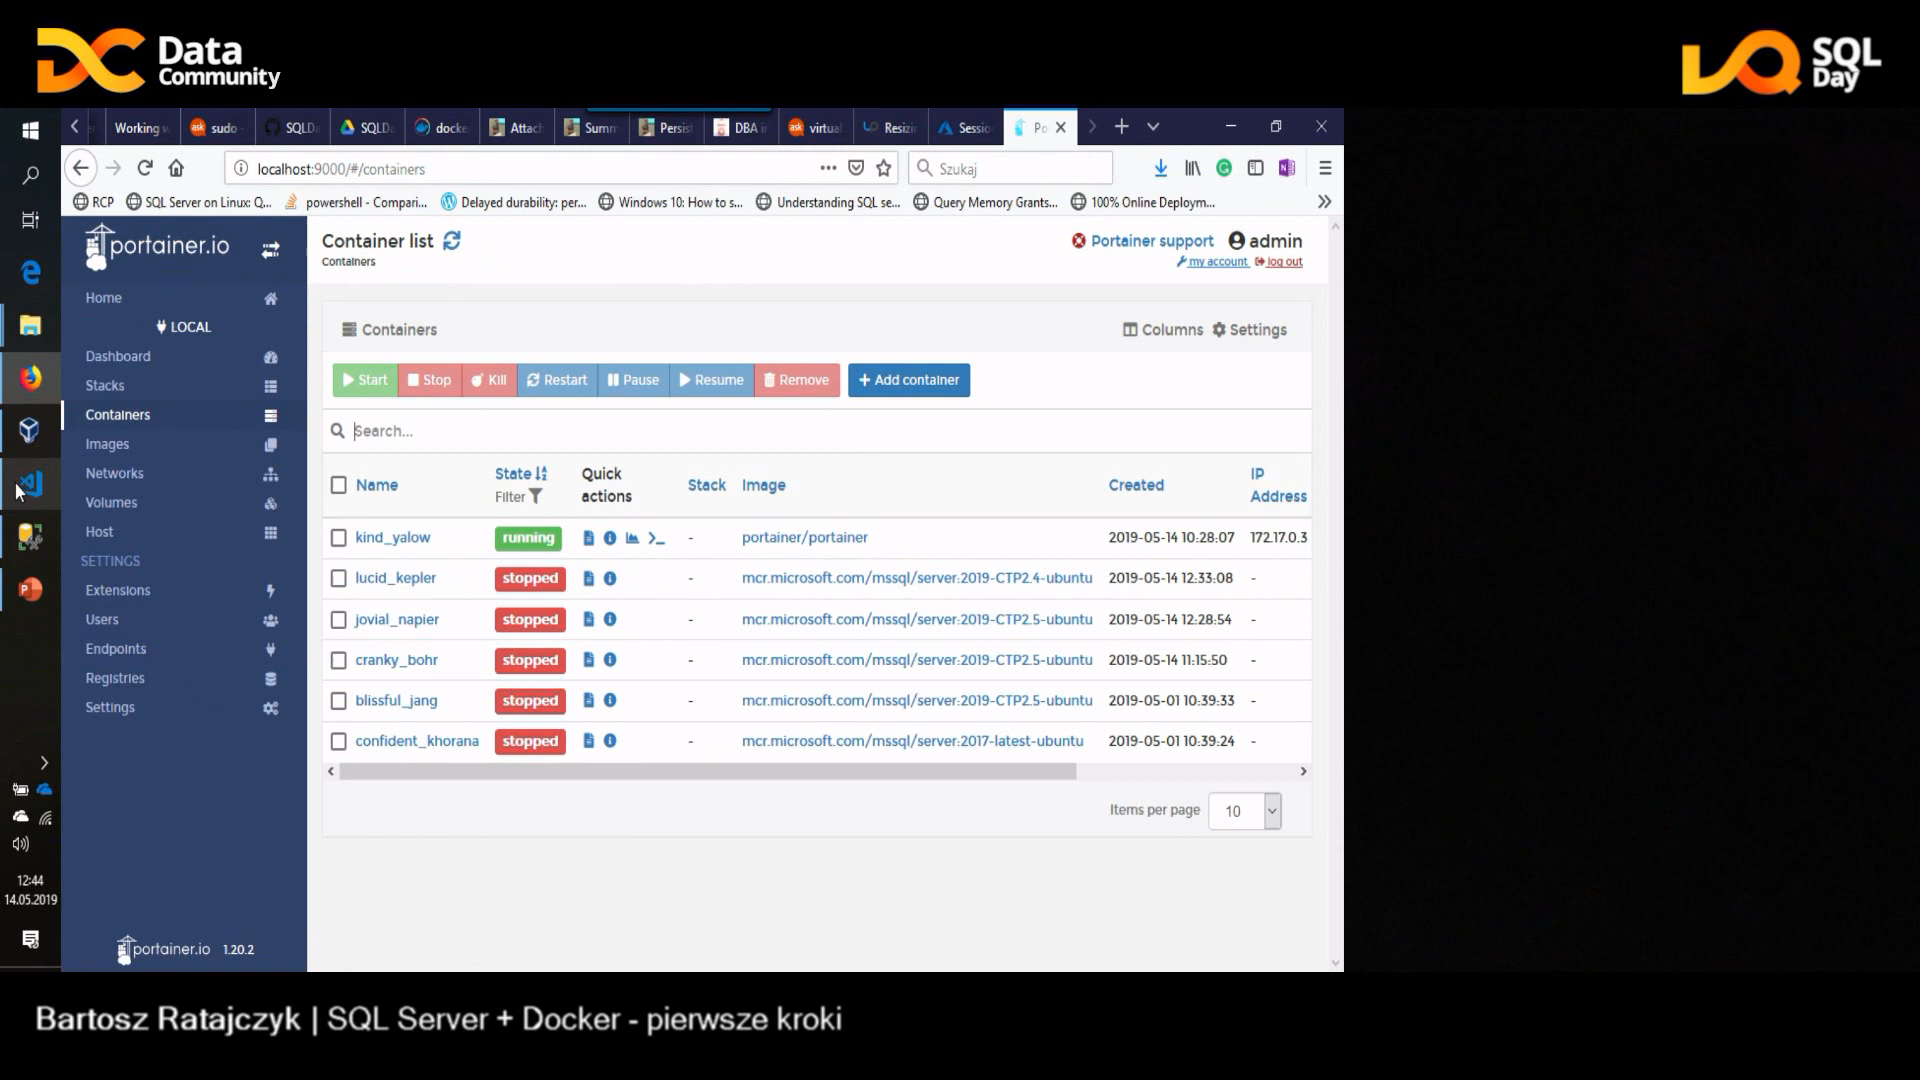 Data
Community
SQL
Day
Working
sudo
SQLD
SQLD
docke
Attach
Summ
Persist
DBA
virtual
Resizi
Sessio
Po
localhost:9000/#/containers
Szukaj
RCP
SQL Server on Linux: Q...
powershell - Compari...
Delayed durability: per...
Windows 10: How to s...
Understanding SQL se...
Query Memory Grants...
100% Online Deploym...
portainer.io
Container list
Containers
Portainer support
admin
my account
log out
Home
LOCAL
Dashboard
Stacks
Containers
Images
Networks
Volumes
Host
SETTINGS
Extensions
Users
Endpoints
Registries
Settings
portainer.io 1.20.2
Containers
Columns
Settings
Start
Stop
Kill
Restart
Pause
Resume
Remove
+ Add container
Search...
Name State Filter Quick actions Stack Image Created IP Address
kind_yalow running - portainer/portainer 2019-05-14 10:28:07 172.17.0.3
lucid_kepler stopped - mcr.microsoft.com/mssql/server:2019-CTP2.4-ubuntu 2019-05-14 12:33:08 -
jovial_napier stopped - mcr.microsoft.com/mssql/server:2019-CTP2.5-ubuntu 2019-05-14 12:28:54 -
cranky_bohr stopped - mcr.microsoft.com/mssql/server:2019-CTP2.5-ubuntu 2019-05-14 11:15:50 -
blissful_jang stopped - mcr.microsoft.com/mssql/server:2019-CTP2.5-ubuntu 2019-05-01 10:39:33 -
confident_khorana stopped - mcr.microsoft.com/mssql/server:2017-latest-ubuntu 2019-05-01 10:39:24 -
Items per page 10
12:44
14.05.2019
Bartosz Ratajczyk | SQL Server + Docker - pierwsze kroki